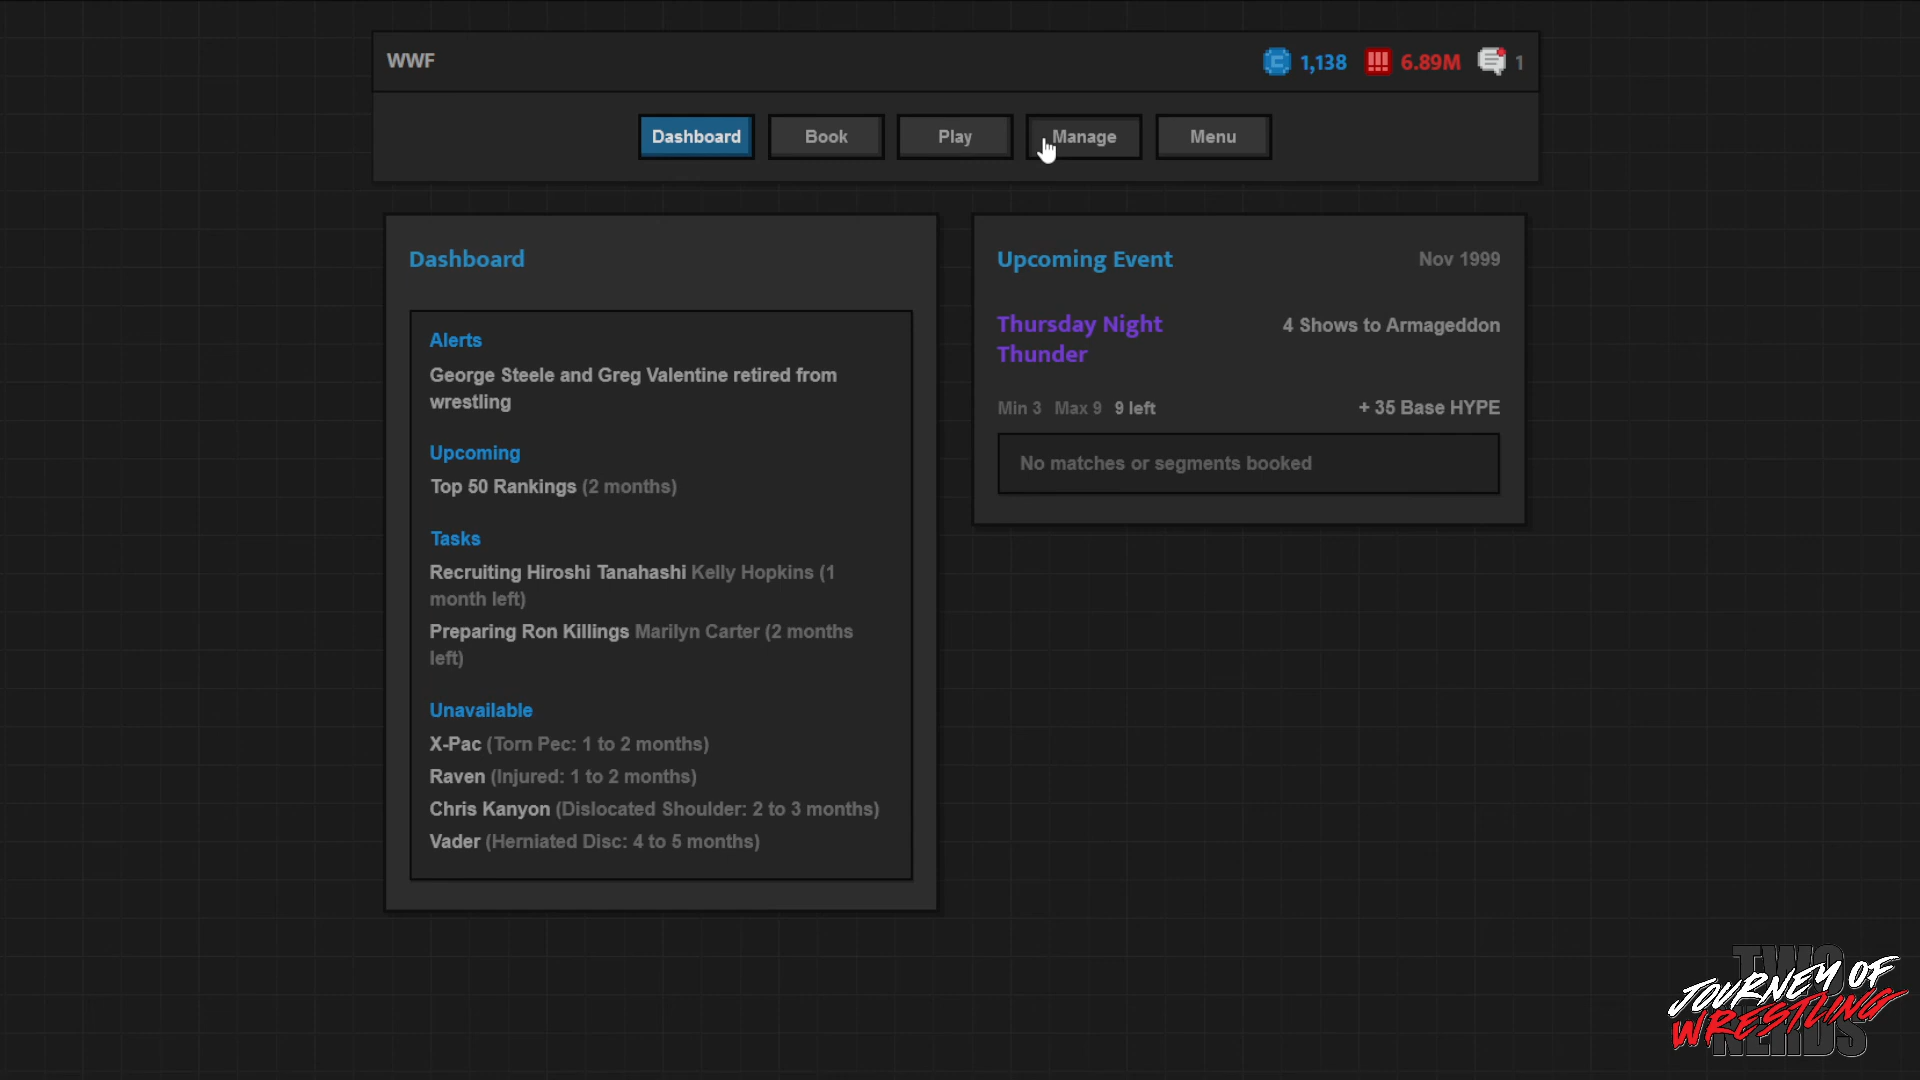 WWF
1,138
6.89M
1
Dashboard
Book
Play
Manage
Menu
Dashboard
Alerts
George Steele and Greg Valentine retired from
wrestling
Upcoming
Top 50 Rankings (2 months)
Tasks
Recruiting Hiroshi Tanahashi Kelly Hopkins (1
month left)
Preparing Ron Killings Marilyn Carter (2 months
left)
Unavailable
X-Pac (Torn Pec: 1 to 2 months)
Raven (Injured: 1 to 2 months)
Chris Kanyon (Dislocated Shoulder: 2 to 3 months)
Vader (Herniated Disc: 4 to 5 months)
Upcoming Event
Nov 1999
Thursday Night
Thunder
4 Shows to Armageddon
Min 3 Max 9 9 left
+ 35 Base HYPE
No matches or segments booked
TWO
JOURNEY OF
WRESTLING
NERDS